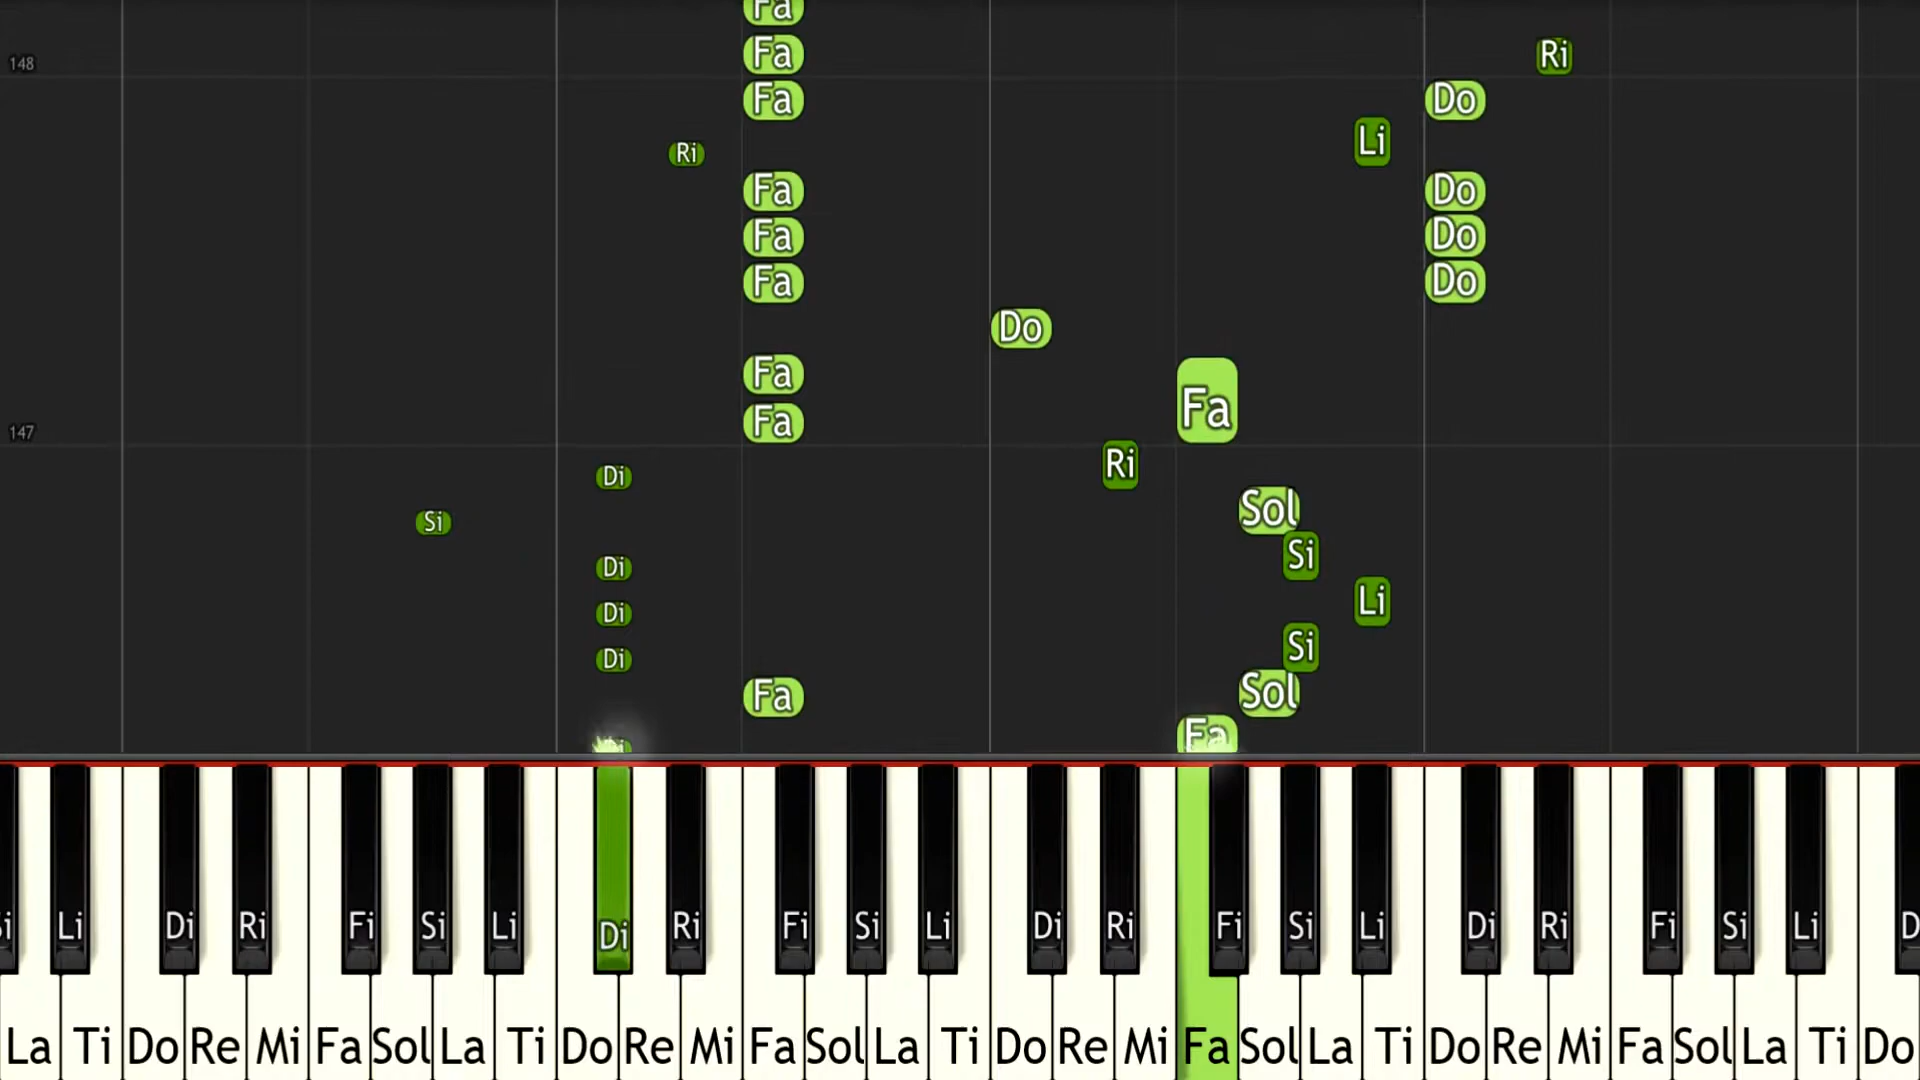 Fa
148 Fa Ri
Fa Do
Li
Ri
Fa Do
Fa Do
Fa Do
Do
Fa
Fa
Fa
147
Ri
Di
Sol
Si
Si
Di
Li
Di
Si
Di
Sol
Fa
Fa
Li Di Ri Fi Si Li Di Ri Fi Si Li Di Ri Fi Si Li Di Ri Fi Si Li
La Ti Do Re Mi Fa Sol La Ti Do Re Mi Fa Sol La Ti Do Re Mi Fa Sol La Ti Do Re Mi Fa Sol La Ti Do